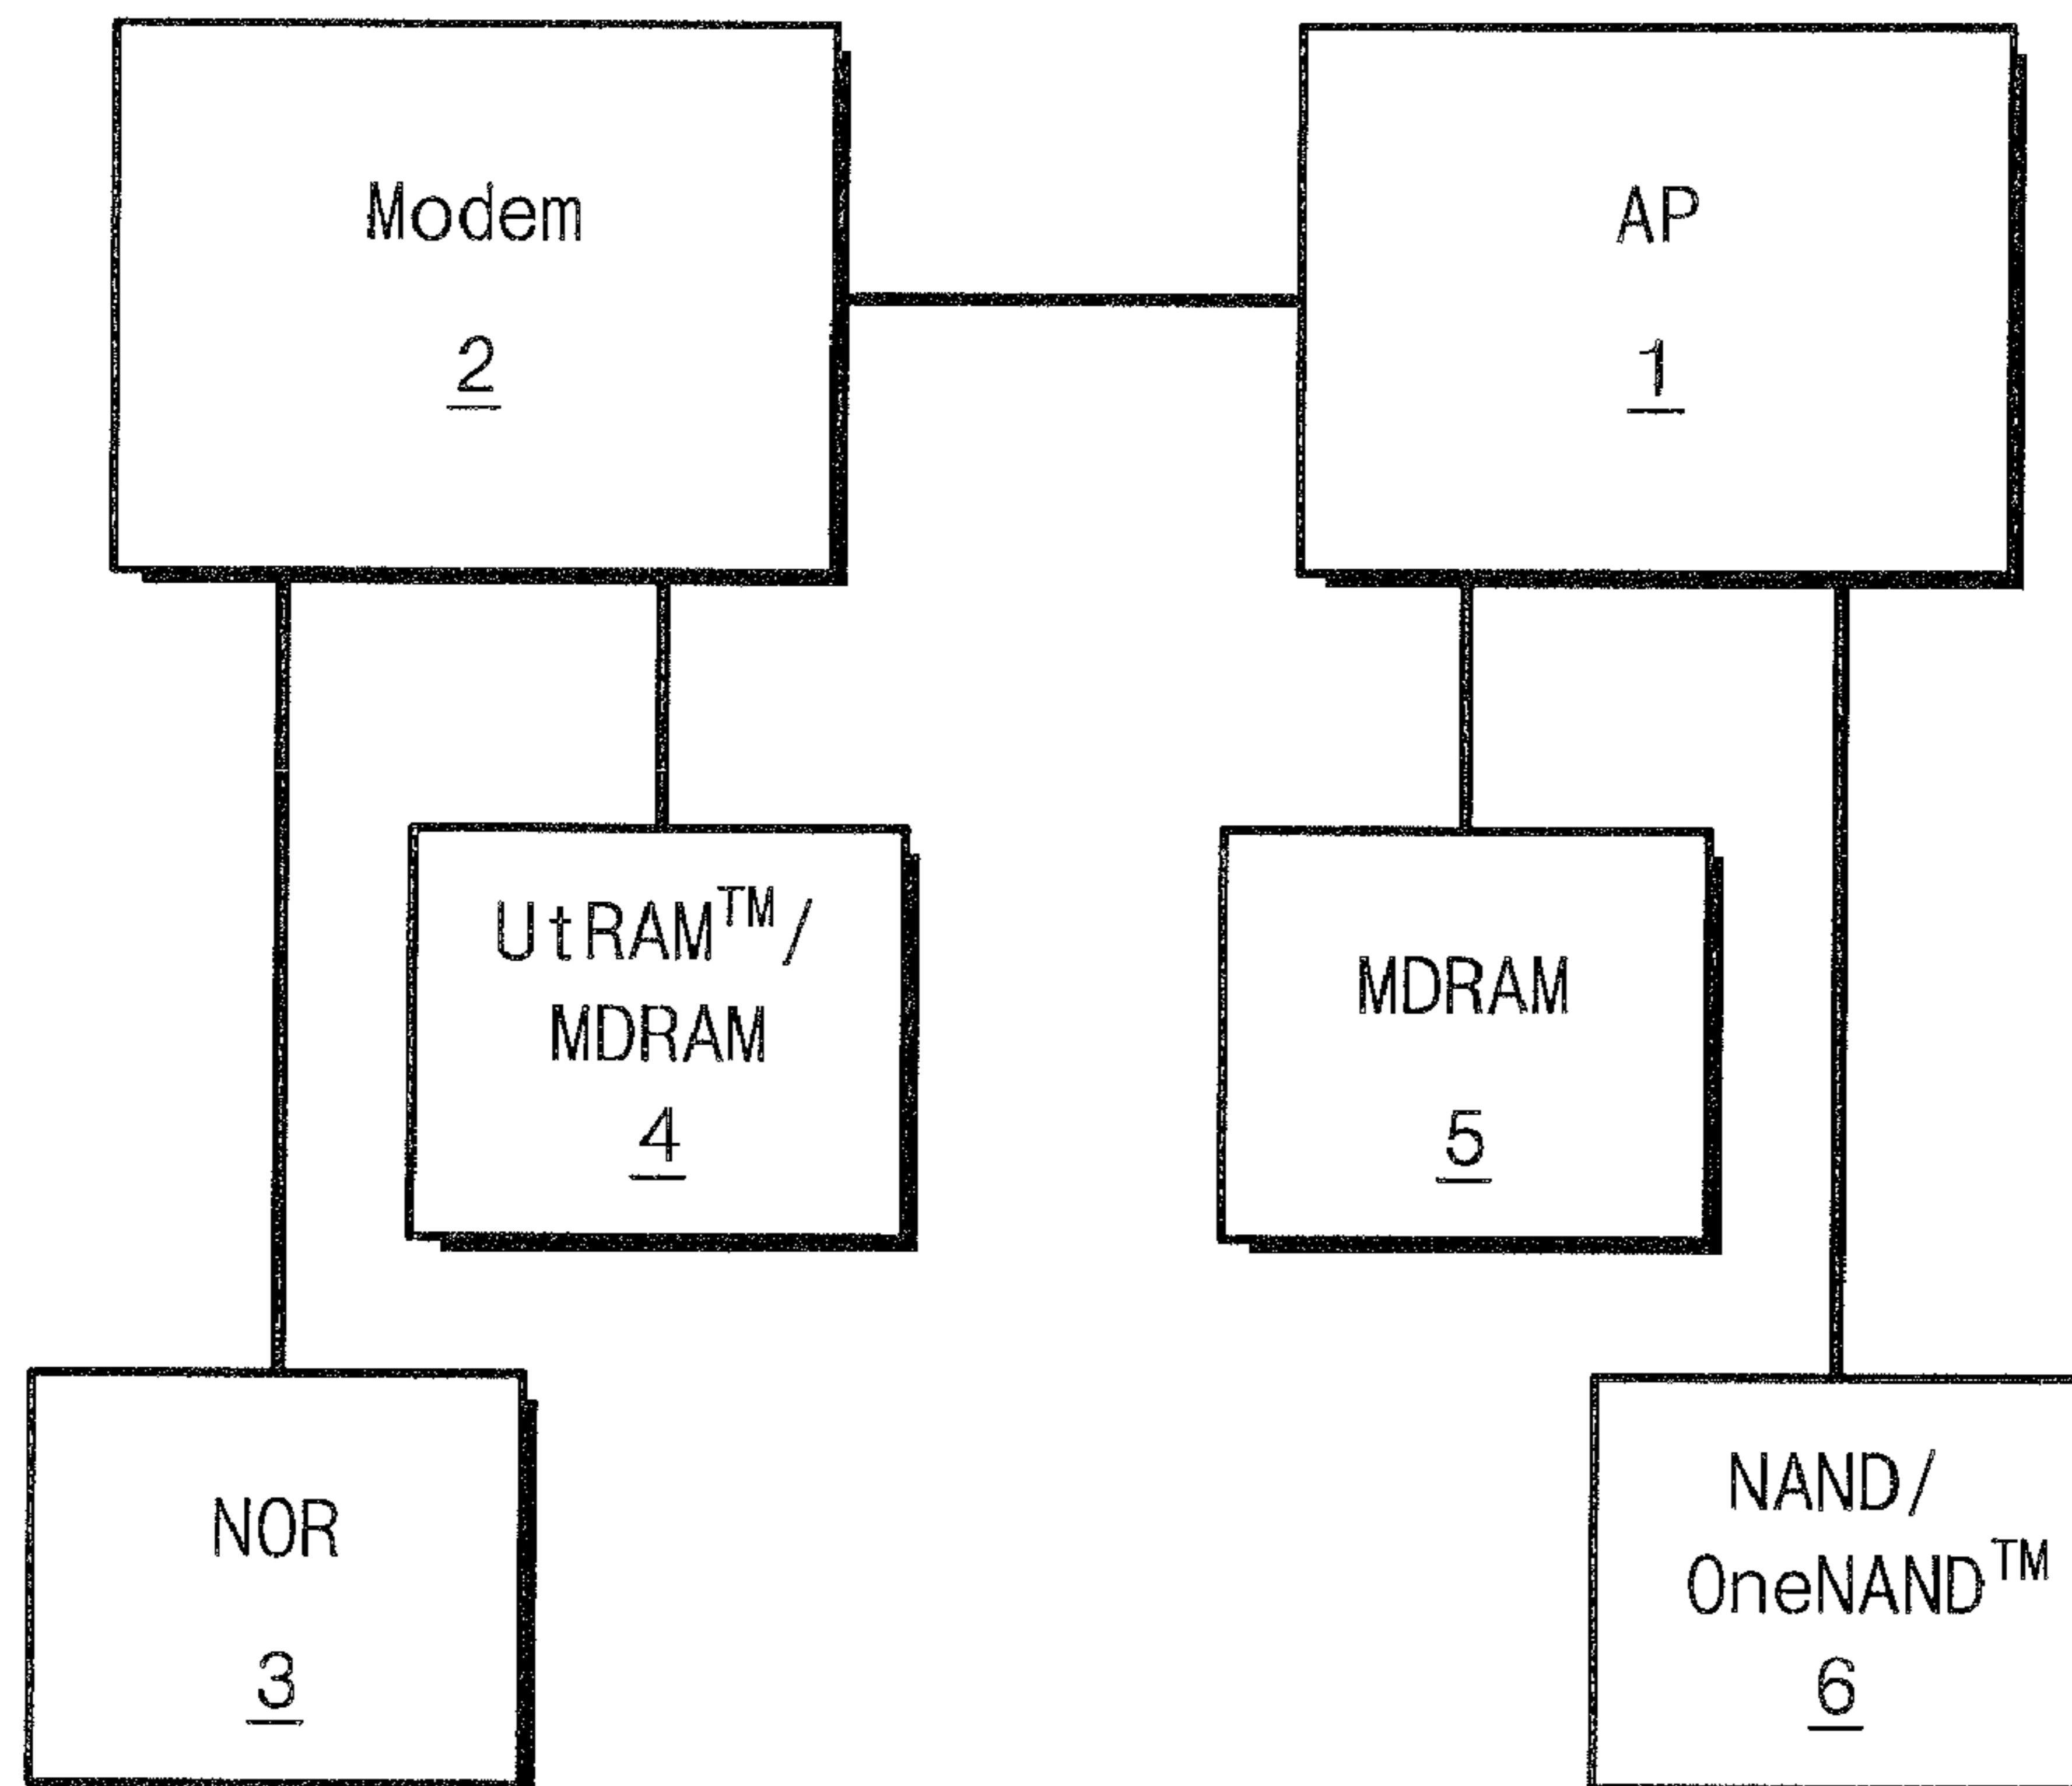 Modem
2
AP
1
UtRAM™/
MDRAM
4
MDRAM
5
NOR
3
NAND/
OneNAND™
6